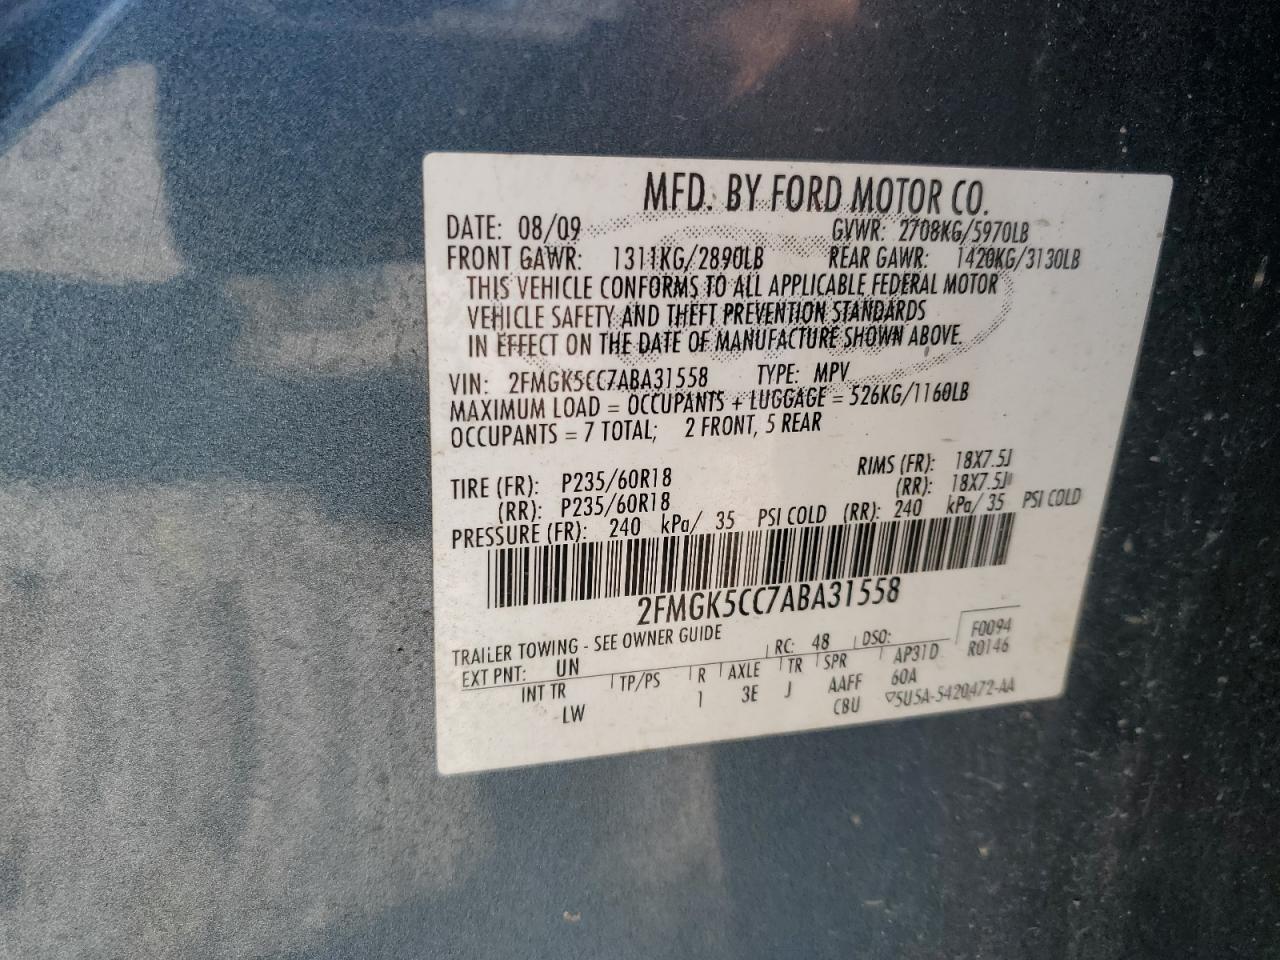 MFD. BY FORD MOTOR CO.
DATE: 08/09 GVWR: 2708KG/5970LB
FRONT GAWR: 1311KG/2890LB REAR GAWR: 1420KG/3130LB
THIS VEHICLE CONFORMS TO ALL APPLICABLE FEDERAL MOTOR
VEHICLE SAFETY AND THEFT PREVENTION STANDARDS
IN EFFECT ON THE DATE OF MANUFACTURE SHOWN ABOVE.
VIN: 2FMGK5CC7ABA31558 TYPE: MPV
MAXIMUM LOAD = OCCUPANTS + LUGGAGE = 526KG/1160LB
OCCUPANTS = 7 TOTAL; 2 FRONT, 5 REAR
TIRE (FR): P235/60R18 RIMS (FR): 18X7.5J
(RR): P235/60R18 (RR): 18X7.5J
PRESSURE (FR): 240 kPa/ 35 PSI COLD (RR): 240 kPa/ 35 PSI COLD
2FMGK5CC7ABA31558
TRAILER TOWING - SEE OWNER GUIDE F0094
EXT PNT: UN RC: 48 DSO: R0146
INT TR TP/PS R AXLE TR SPR AP31D
LW 1 3E J AAFF 60A
CBU ▽5U5A-5420472-AA